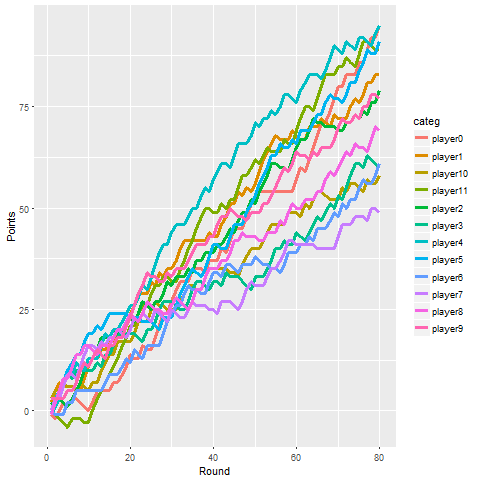 75
50
25
0
Points
0
20
40
60
80
Round
categ
player0
player1
player10
player11
player2
player3
player4
player5
player6
player7
player8
player9